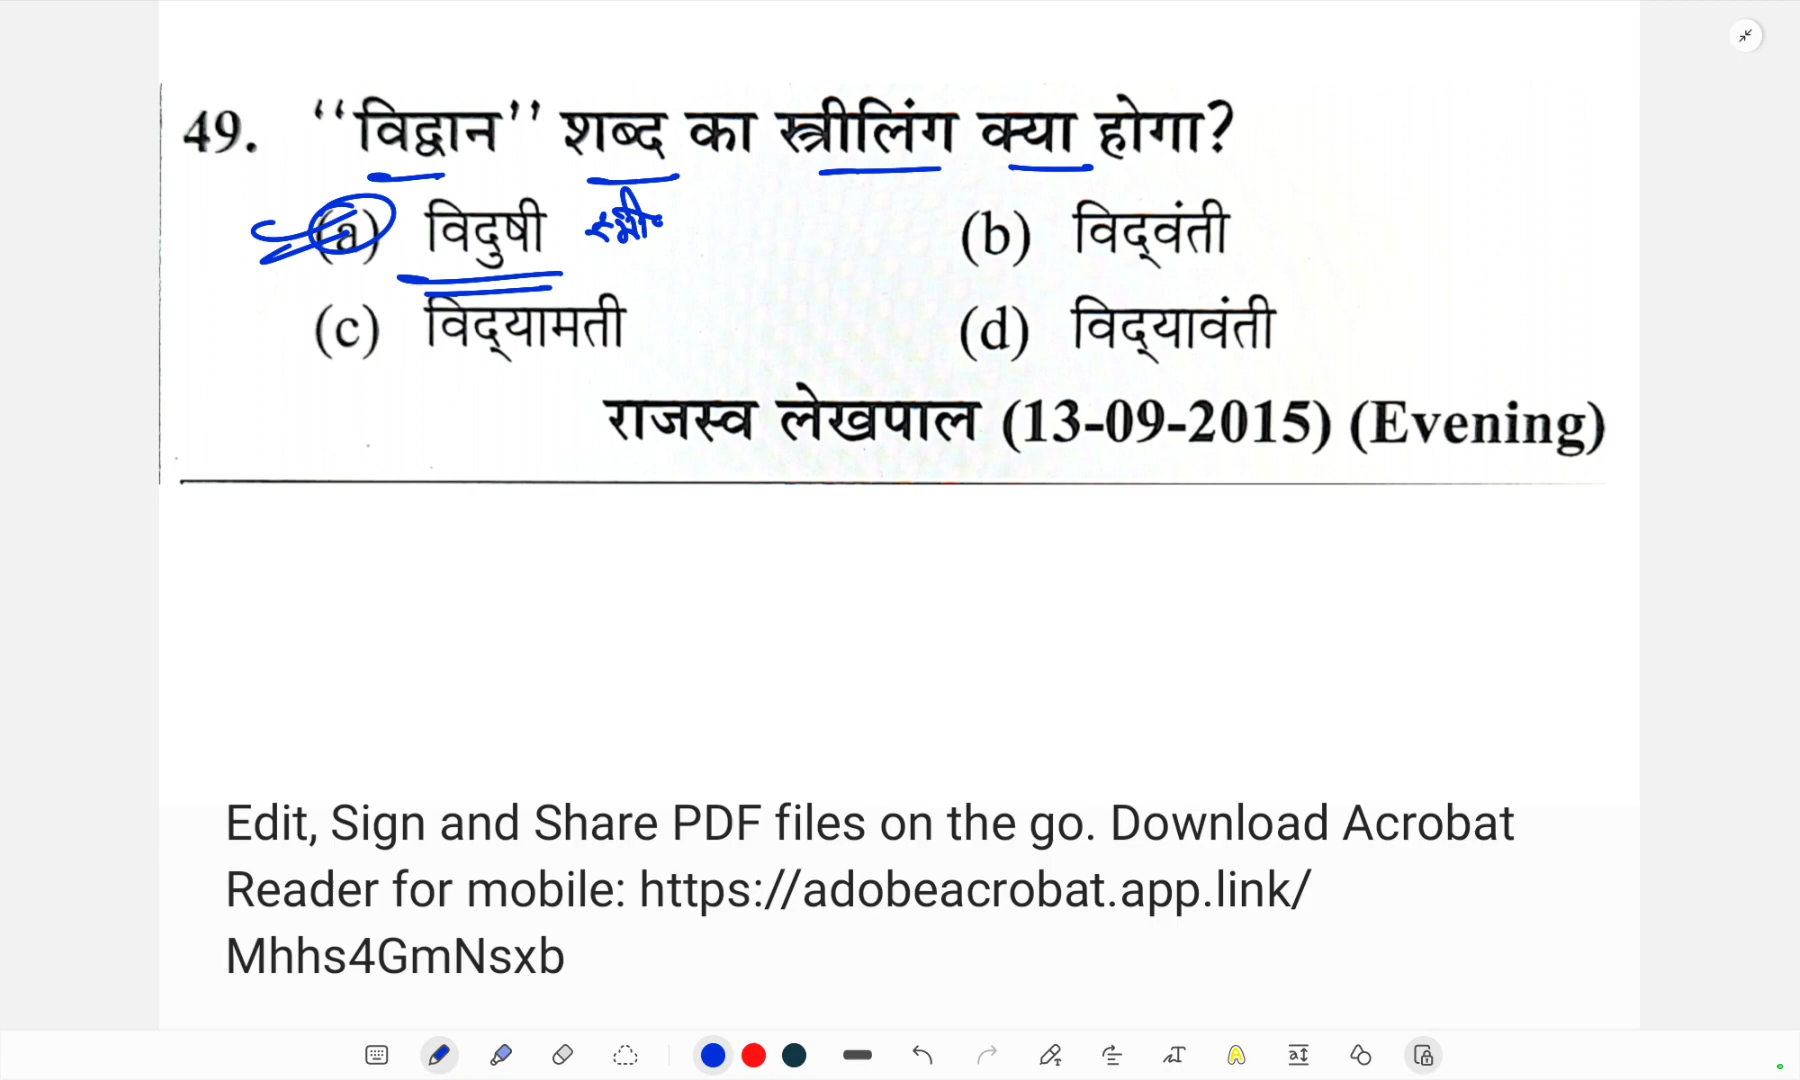 49. ‘‘विद्वान’’ शब्द का स्त्रीलिंग क्या होगा?
(a) विदुषी (b) विद्‌वंती
(c) विद्‌यामती (d) विद्‌यावंती
राजस्व लेखपाल (13-09-2015) (Evening)
Edit, Sign and Share PDF files on the go. Download Acrobat
Reader for mobile: https://adobeacrobat.app.link/
Mhhs4GmNsxb